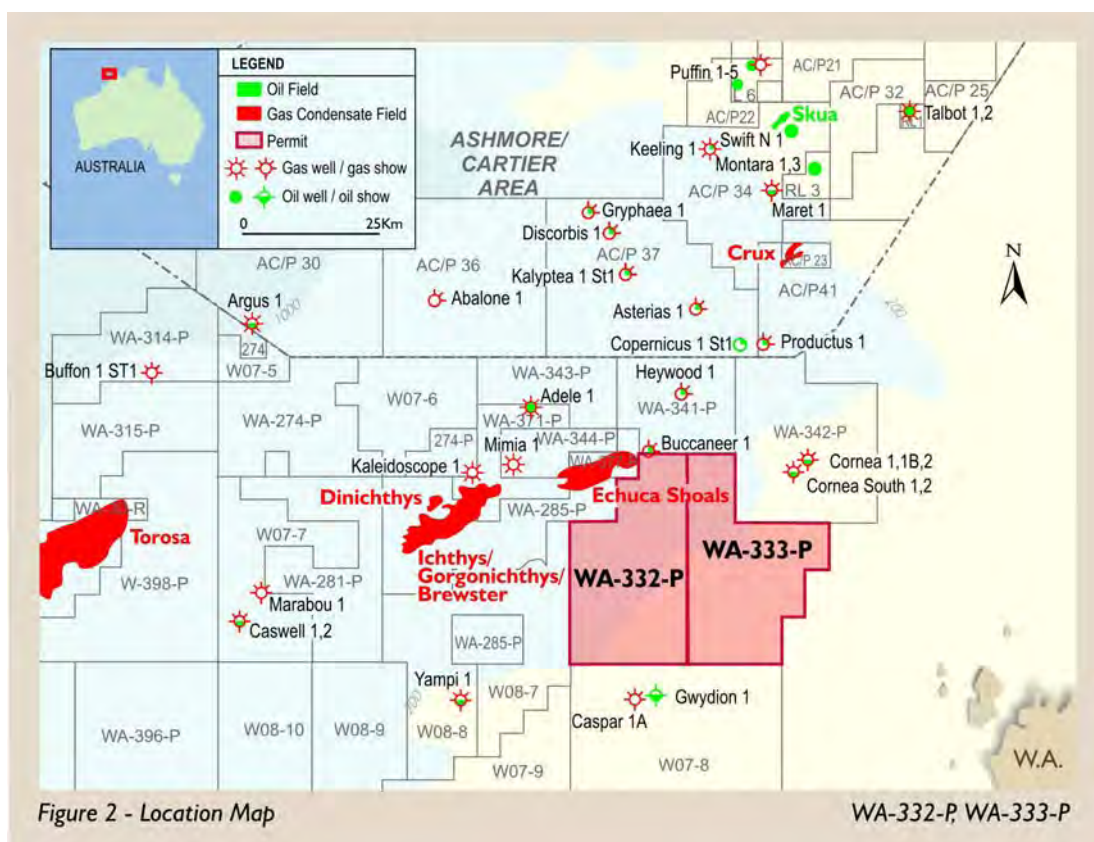 LEGEND
Oil Field
Gas Condensate Field
Permit
Gas well / gas show
Oil well / oil show
0 25Km
AUSTRALIA
ASHMORE/
CARTIER
AREA
Puffin 1-5
AC/P21
L 6
AC/P 32
AC/P 25
AC/P22
Skua
RL1
Talbot 1,2
Keeling 1
Swift N 1
Montara 1,3
AC/P 34
RL 3
Maret 1
Gryphaea 1
Discorbis 1
AC/P 37
Crux
AC/P 23
N
AC/P 30
AC/P 36
Kalyptea 1 St1
AC/P41
Abalone 1
Argus 1
1000
Asterias 1
200
WA-314-P
274
Copernicus 1 St1
Productus 1
Buffon 1 ST1
W07-5
WA-343-P
Heywood 1
W07-6
Adele 1
WA-341-P
WA-315-P
WA-274-P
WA-371-P
WA-342-P
274-P
Mimia 1
WA-344-P
Buccaneer 1
Cornea 1,1B,2
Kaleidoscope 1
Cornea South 1,2
Dinichthys
Echuca Shoals
WA-285-P
Torosa
W07-7
WA-332-P
WA-333-P
W-398-P
Ichthys/
Gorgonichthys/
Brewster
WA-281-P
Marabou 1
Caswell 1,2
WA-285-P
Yampi 1
W08-7
200
Gwydion 1
Caspar 1A
WA-396-P
W08-10
W08-9
W08-8
W07-9
W07-8
W.A.
Figure 2 - Location Map
WA-332-P, WA-333-P